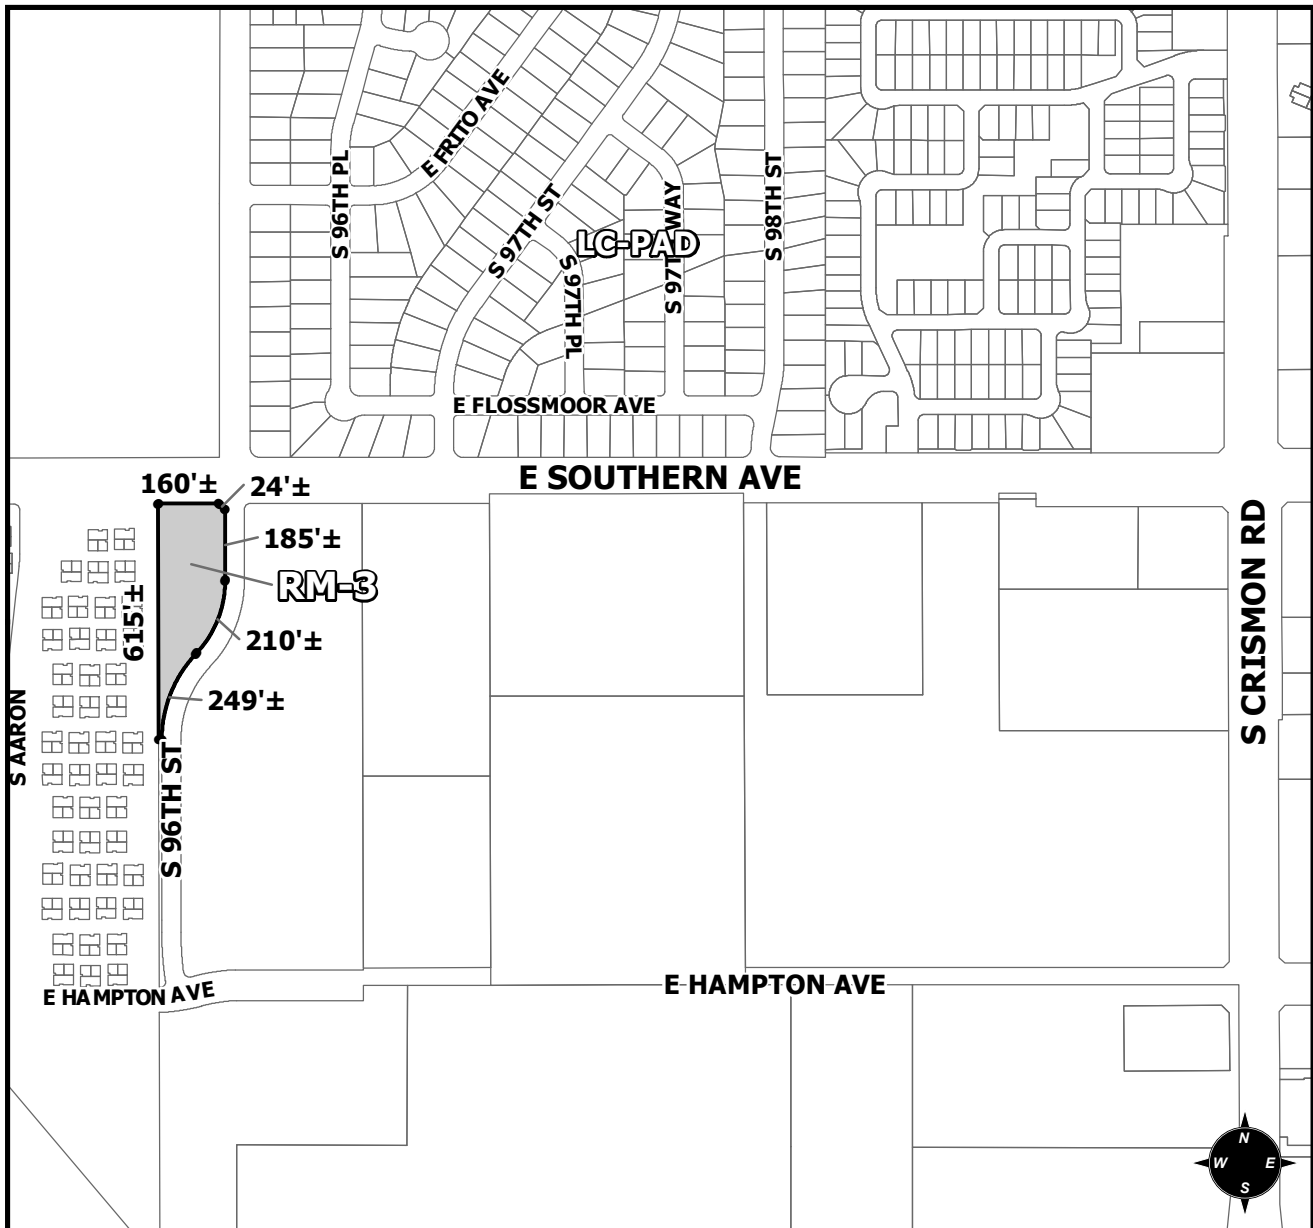 E FRITO AVE
S 96TH PL
S 97TH ST
LC-PAD
S 97TH WAY
S 98TH ST
S 97TH PL
E FLOSSMOOR AVE
E SOUTHERN AVE
160'±
24'±
185'±
RM-3
615'±
210'±
249'±
S CRISMON RD
S AARON
S 96TH ST
E HAMPTON AVE
E HAMPTON AVE
N
W E
S